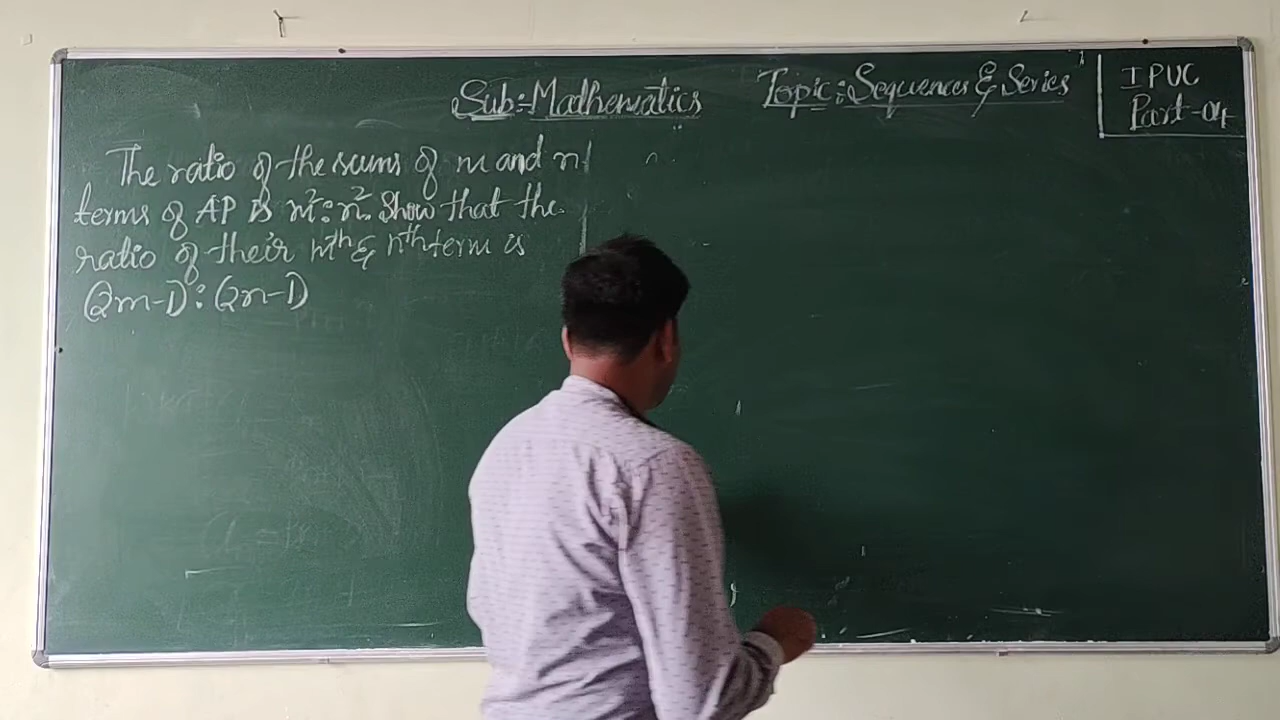 Sub:- Mathematics
Topic: Sequences & Series
I PUC
Part-04
The ratio of the sums of m and n
terms of AP is m²:n². Show that the
ratio of their mth & nth term is
(2m-1):(2n-1)